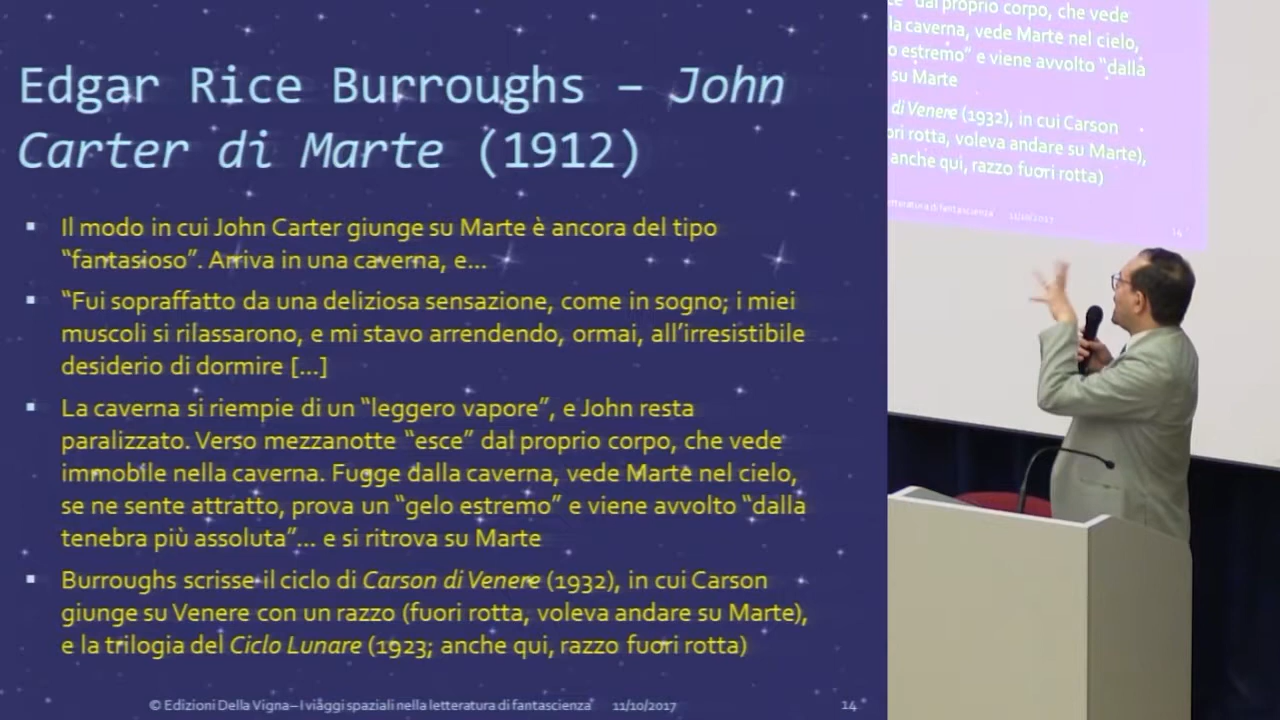 Edgar Rice Burroughs – John
Carter di Marte (1912)
▪ Il modo in cui John Carter giunge su Marte è ancora del tipo
“fantasioso”. Arriva in una caverna, e...
▪ “Fui sopraffatto da una deliziosa sensazione, come in sogno; i miei
muscoli si rilassarono, e mi stavo arrendendo, ormai, all’irresistibile
desiderio di dormire [...]
▪ La caverna si riempie di un “leggero vapore”, e John resta
paralizzato. Verso mezzanotte “esce” dal proprio corpo, che vede
immobile nella caverna. Fugge dalla caverna, vede Marte nel cielo,
se ne sente attratto, prova un “gelo estremo” e viene avvolto “dalla
tenebra più assoluta”... e si ritrova su Marte
▪ Burroughs scrisse il ciclo di Carson di Venere (1932), in cui Carson
giunge su Venere con un razzo (fuori rotta, voleva andare su Marte),
e la trilogia del Ciclo Lunare (1923; anche qui, razzo fuori rotta)
© Edizioni Della Vigna – I viaggi spaziali nella letteratura di fantascienza 11/10/2017 14
dal proprio corpo, che vede
la caverna, vede Marte nel cielo,
o estremo” e viene avvolto “dalla
su Marte
di Venere (1932), in cui Carson
ori rotta, voleva andare su Marte),
anche qui, razzo fuori rotta)
etteratura di fantascienza 11/10/2017
14